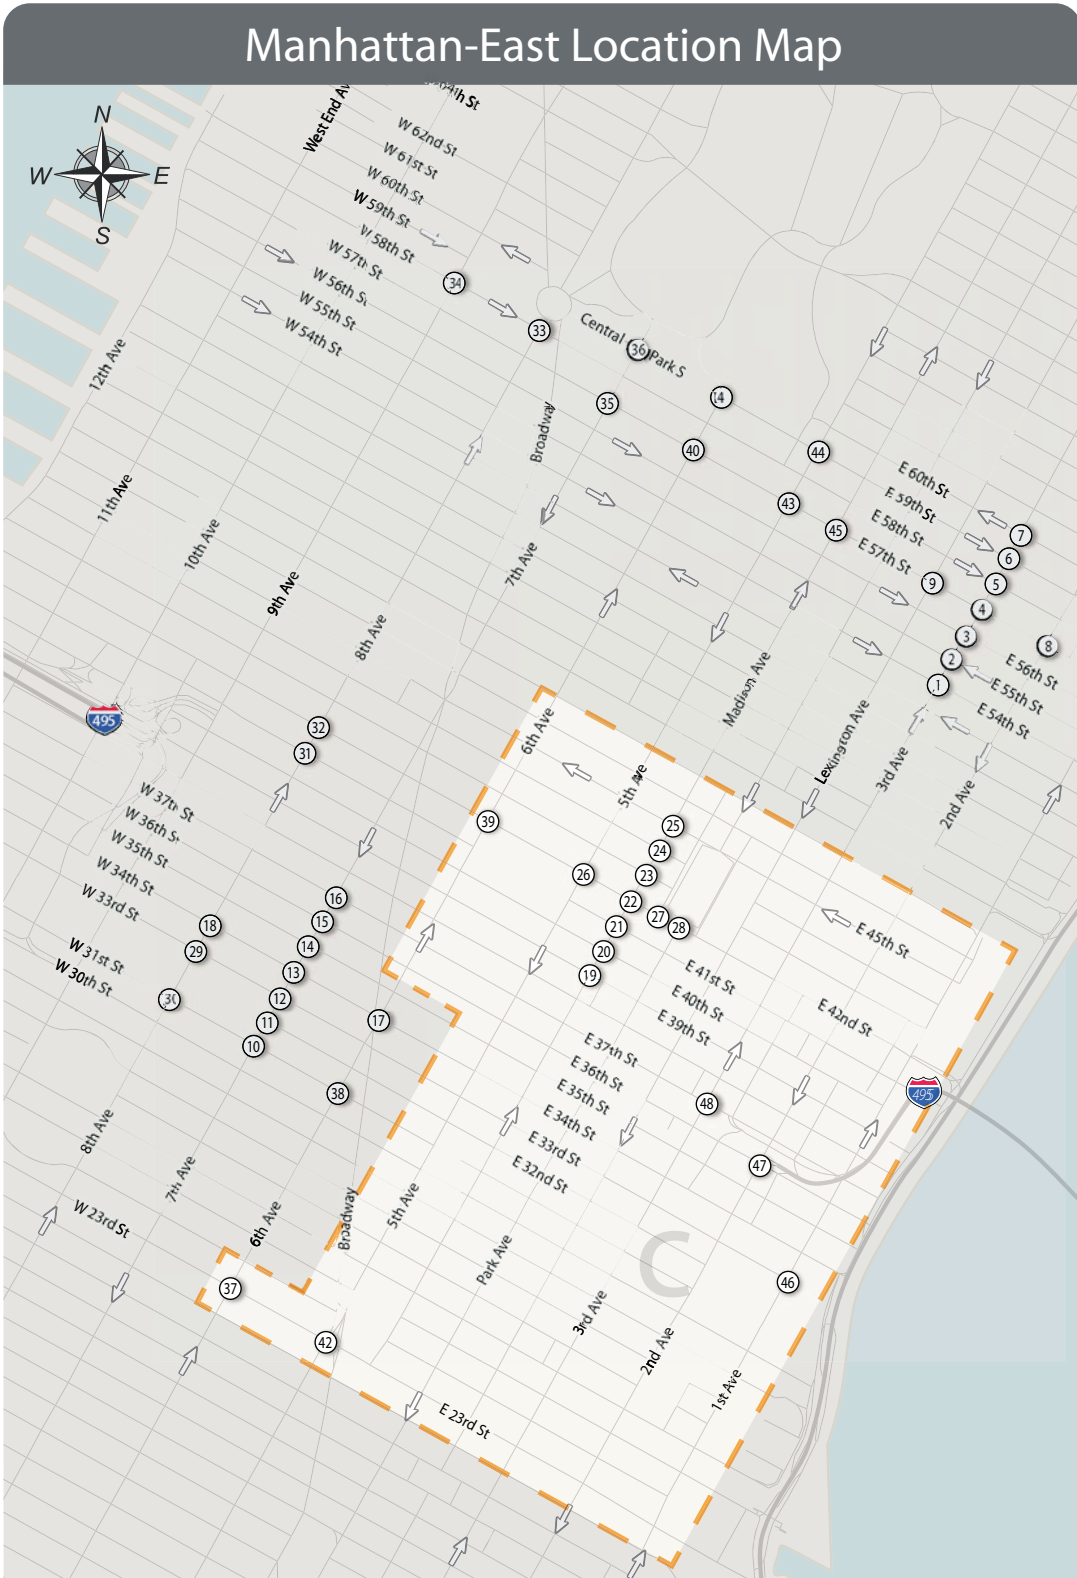 Manhattan-East Location Map
N
W
E
S
West End Av
W 62nd St
W 61st St
W 60th St
W 59th St
W 58th St
W 57th St
W 56th St
W 55th St
W 54th St
34
33
Central
36
Park S
12th Ave
35
Broadway
40
44
43
45
E 60th St
E 59th St
E 58th St
E 57th St
7
6
5
9
4
3
8
2
1
E 56th St
E 55th St
E 54th St
11th Ave
10th Ave
9th Ave
8th Ave
7th Ave
Madison Ave
Lexington Ave
3rd Ave
2nd Ave
6th Ave
5th Ave
495
32
31
W 37th St
W 36th St
W 35th St
W 34th St
W 33rd St
W 31st St
W 30th St
39
25
24
23
26
22
27
28
21
20
19
16
15
14
13
12
11
10
18
29
30
17
38
E 45th St
E 42nd St
E 41st St
E 40th St
E 39th St
E 37th St
E 36th St
E 35th St
E 34th St
E 33rd St
E 32nd St
495
48
47
8th Ave
7th Ave
W 23rd St
6th Ave
Broadway
5th Ave
Park Ave
C
46
37
42
3rd Ave
2nd Ave
1st Ave
E 23rd St